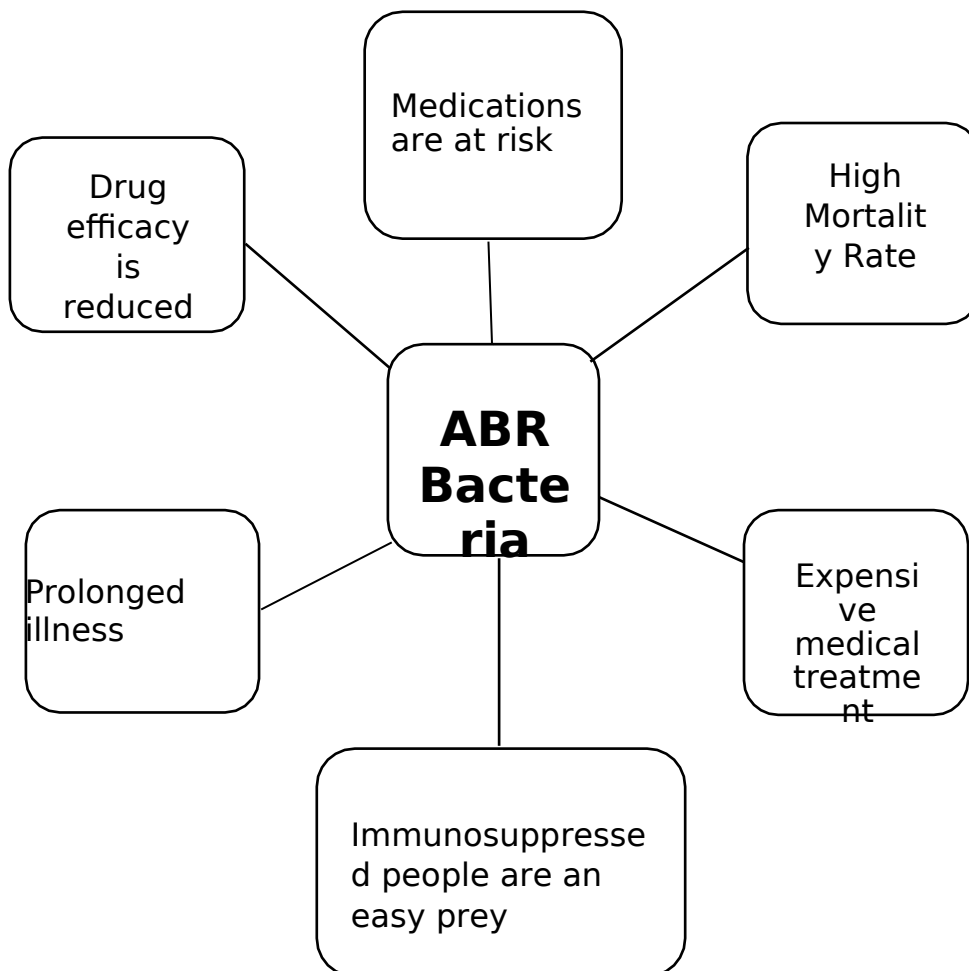 Medications
are at risk
Drug
efficacy
is
reduced
High
Mortalit
y Rate
ABR
Bacte
ria
Prolonged
illness
Expensi
ve
medical
treatme
nt
Immunosuppresse
d people are an
easy prey